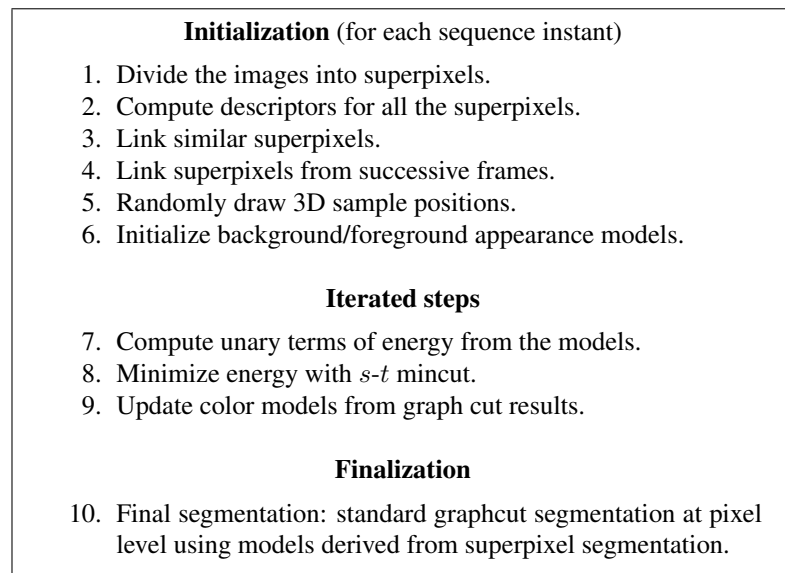 Initialization (for each sequence instant)
1. Divide the images into superpixels.
2. Compute descriptors for all the superpixels.
3. Link similar superpixels.
4. Link superpixels from successive frames.
5. Randomly draw 3D sample positions.
6. Initialize background/foreground appearance models.
Iterated steps
7. Compute unary terms of energy from the models.
8. Minimize energy with s-t mincut.
9. Update color models from graph cut results.
Finalization
10. Final segmentation: standard graphcut segmentation at pixel
level using models derived from superpixel segmentation.